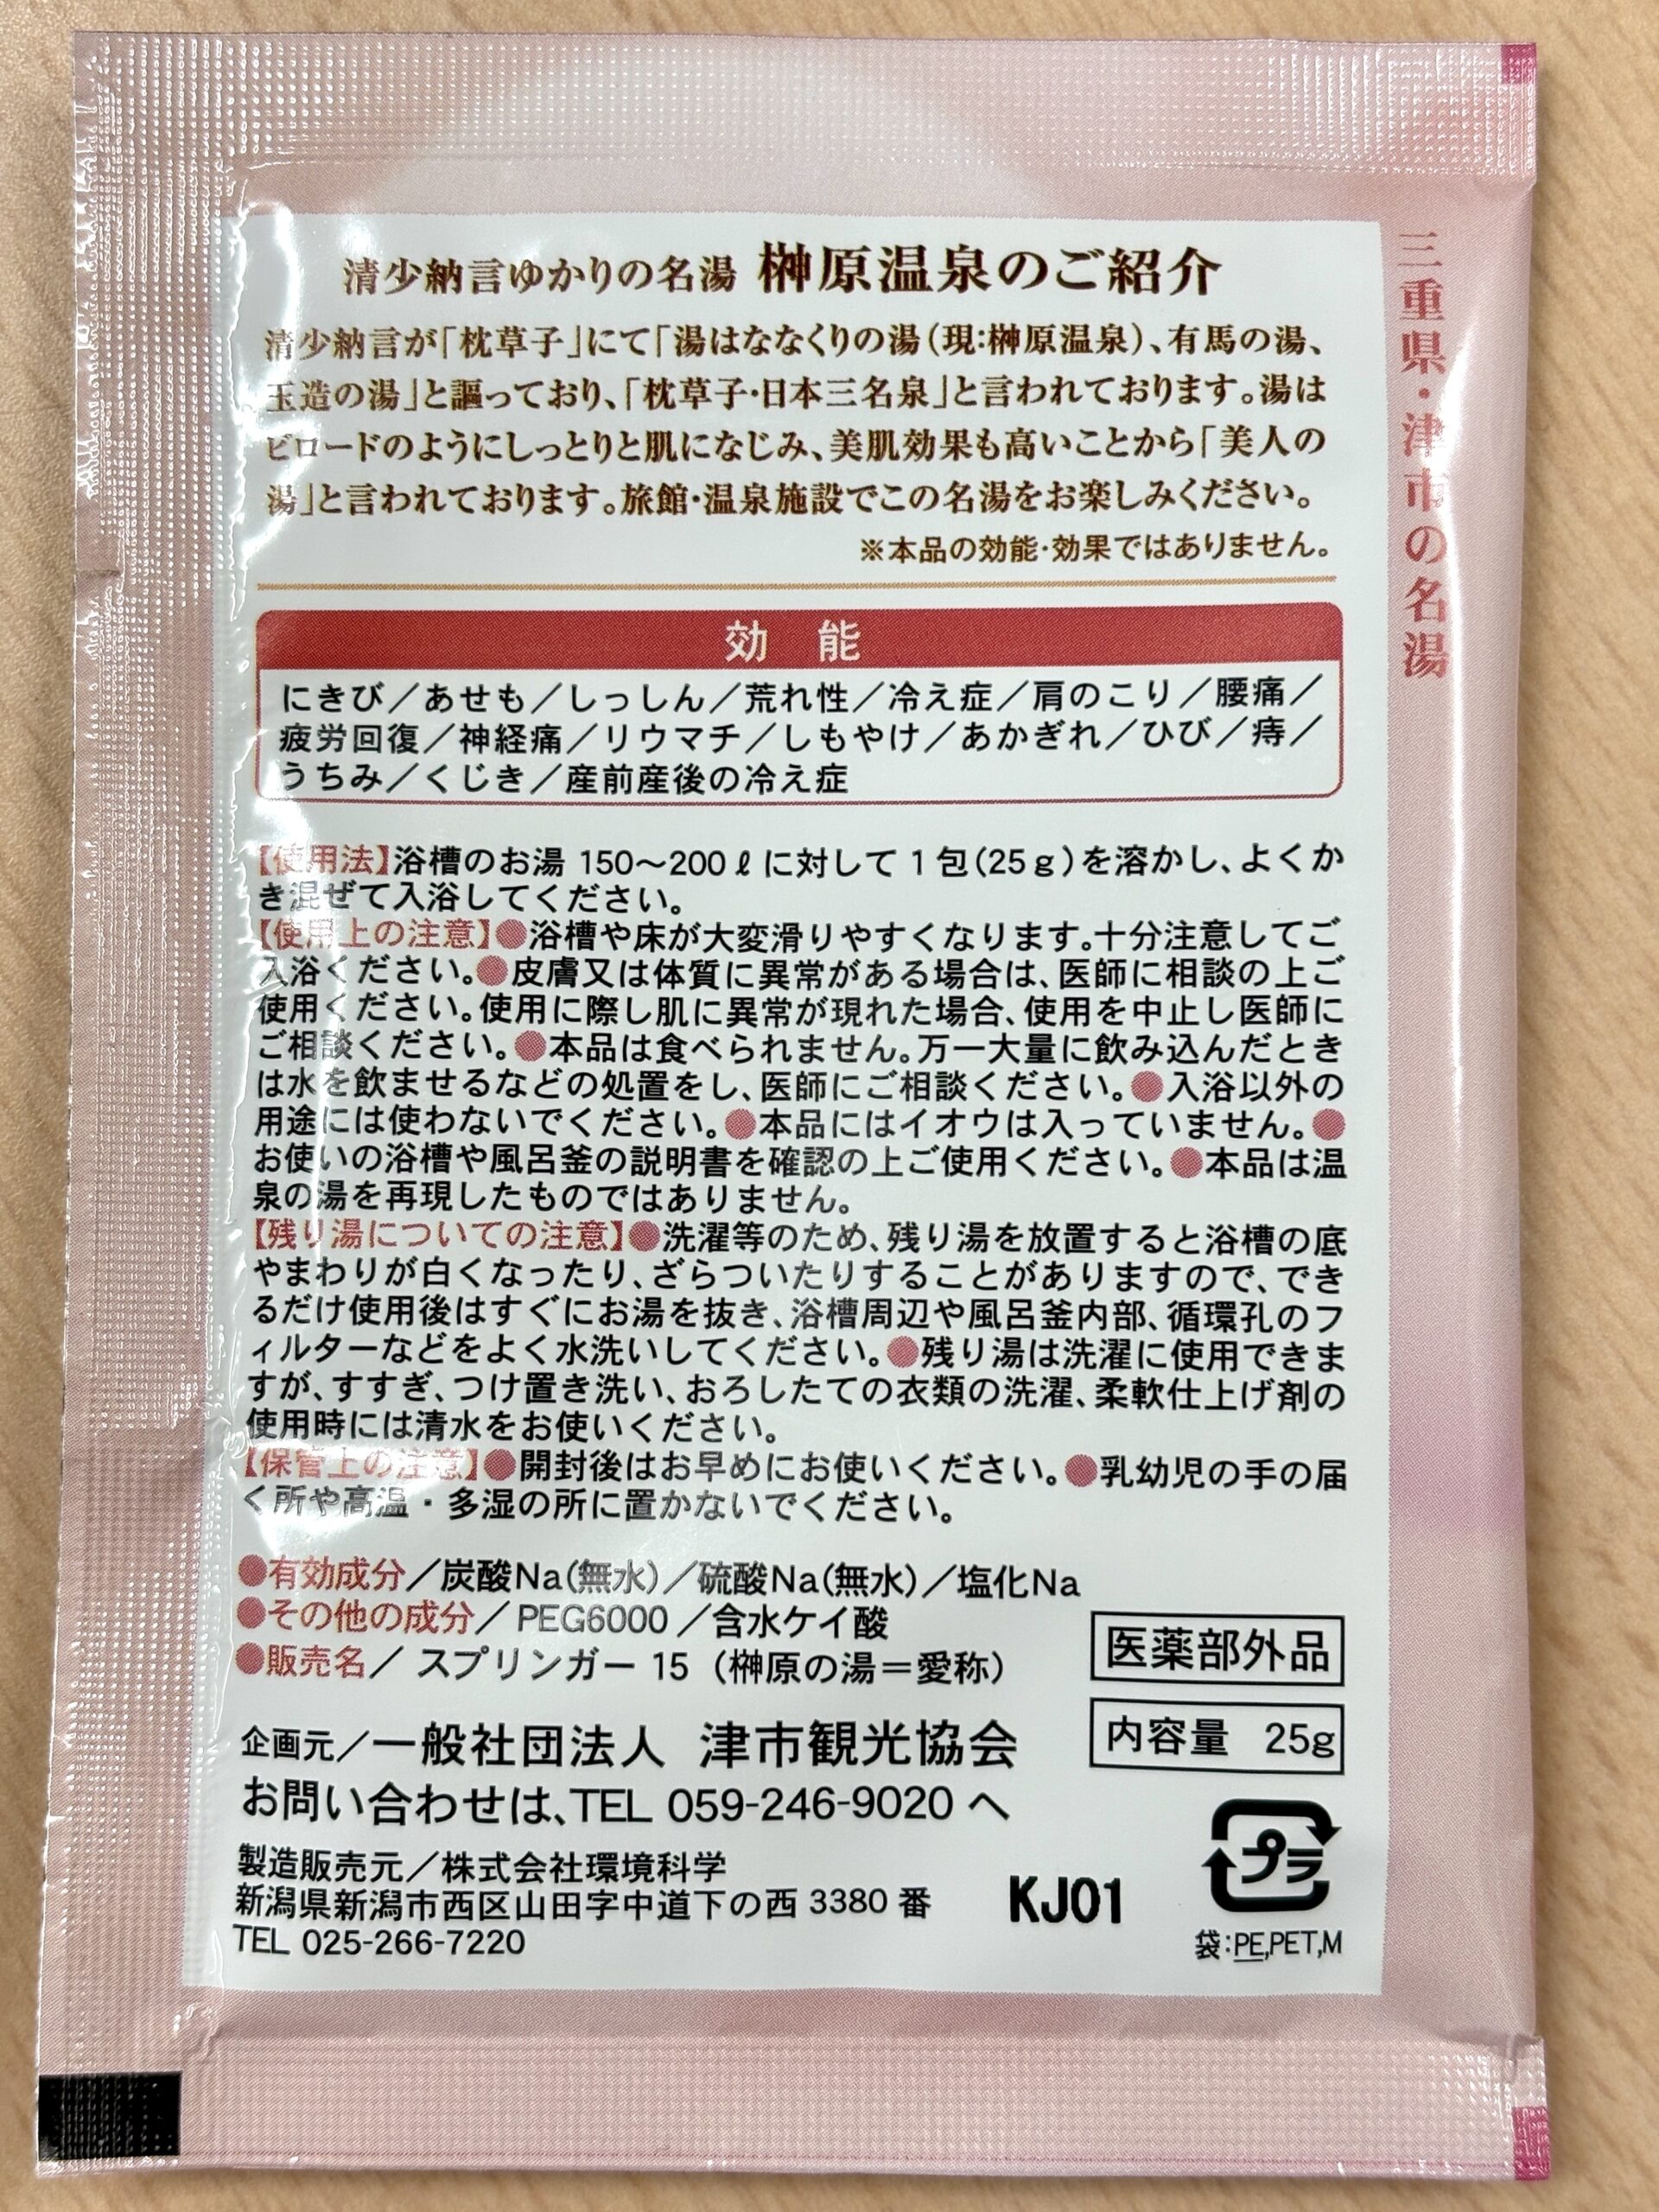 清少納言ゆかりの名湯 榊原温泉のご紹介
清少納言が「枕草子」にて「湯はななくりの湯(現:榊原温泉)、有馬の湯、
玉造の湯」と謳っており、「枕草子・日本三名泉」と言われております。湯は
ビロードのようにしっとりと肌になじみ、美肌効果も高いことから「美人の
湯」と言われております。旅館・温泉施設でこの名湯をお楽しみください。
※本品の効能・効果ではありません。
三重県・津市の名湯
効 能
にきび/あせも/しっしん/荒れ性/冷え症/肩のこり/腰痛/
疲労回復/神経痛/リウマチ/しもやけ/あかぎれ/ひび/痔/
うちみ/くじき/産前産後の冷え症
【使用法】浴槽のお湯 150〜200ℓに対して 1 包(25g)を溶かし、よくか
き混ぜて入浴してください。
【使用上の注意】●浴槽や床が大変滑りやすくなります。十分注意してご
入浴ください。●皮膚又は体質に異常がある場合は、医師に相談の上ご
使用ください。使用に際し肌に異常が現れた場合、使用を中止し医師に
ご相談ください。●本品は食べられません。万一大量に飲み込んだとき
は水を飲ませるなどの処置をし、医師にご相談ください。●入浴以外の
用途には使わないでください。●本品にはイオウは入っていません。●
お使いの浴槽や風呂釜の説明書を確認の上ご使用ください。●本品は温
泉の湯を再現したものではありません。
【残り湯についての注意】●洗濯等のため、残り湯を放置すると浴槽の底
やまわりが白くなったり、ざらついたりすることがありますので、でき
るだけ使用後はすぐにお湯を抜き、浴槽周辺や風呂釜内部、循環孔のフ
ィルターなどをよく水洗いしてください。●残り湯は洗濯に使用できま
すが、すすぎ、つけ置き洗い、おろしたての衣類の洗濯、柔軟仕上げ剤の
使用時には清水をお使いください。
【保管上の注意】●開封後はお早めにお使いください。●乳幼児の手の届
く所や高温・多湿の所に置かないでください。
●有効成分/炭酸Na(無水)/硫酸Na(無水)/塩化Na
●その他の成分/PEG6000/含水ケイ酸
●販売名/スプリンガー 15(榊原の湯=愛称)
医薬部外品
内容量 25g
企画元/一般社団法人 津市観光協会
お問い合わせは、TEL 059-246-9020 へ
製造販売元/株式会社環境科学
新潟県新潟市西区山田字中道下の西 3380 番
TEL 025-266-7220
KJ01
プラ
袋:PE,PET,M